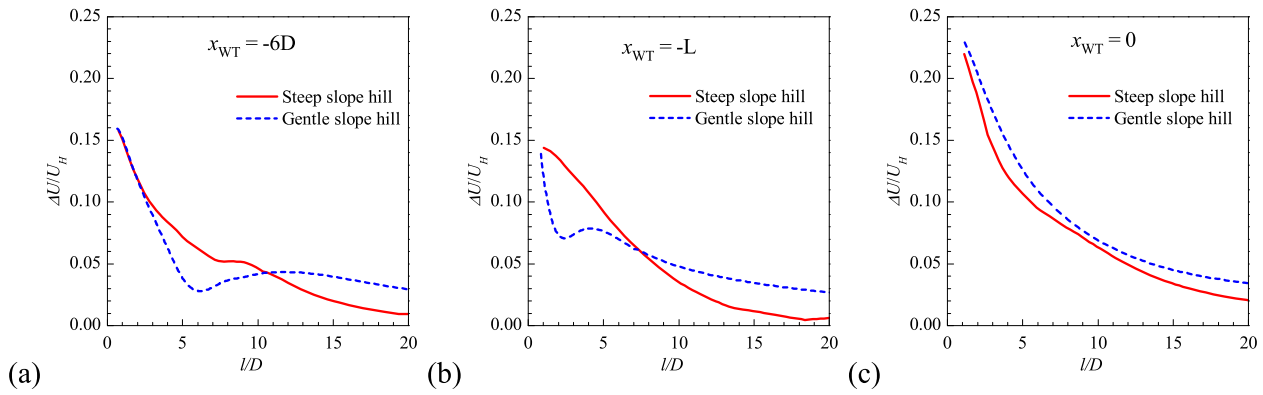 0.25
0.20
0.15
0.10
0.05
0.00
ΔU/U_H
x_WT = -6D
Steep slope hill
Gentle slope hill
0 5 10 15 20
l/D
(a)
0.25
0.20
0.15
0.10
0.05
0.00
ΔU/U_H
x_WT = -L
Steep slope hill
Gentle slope hill
0 5 10 15 20
l/D
(b)
0.25
0.20
0.15
0.10
0.05
0.00
ΔU/U_H
x_WT = 0
Steep slope hill
Gentle slope hill
0 5 10 15 20
l/D
(c)